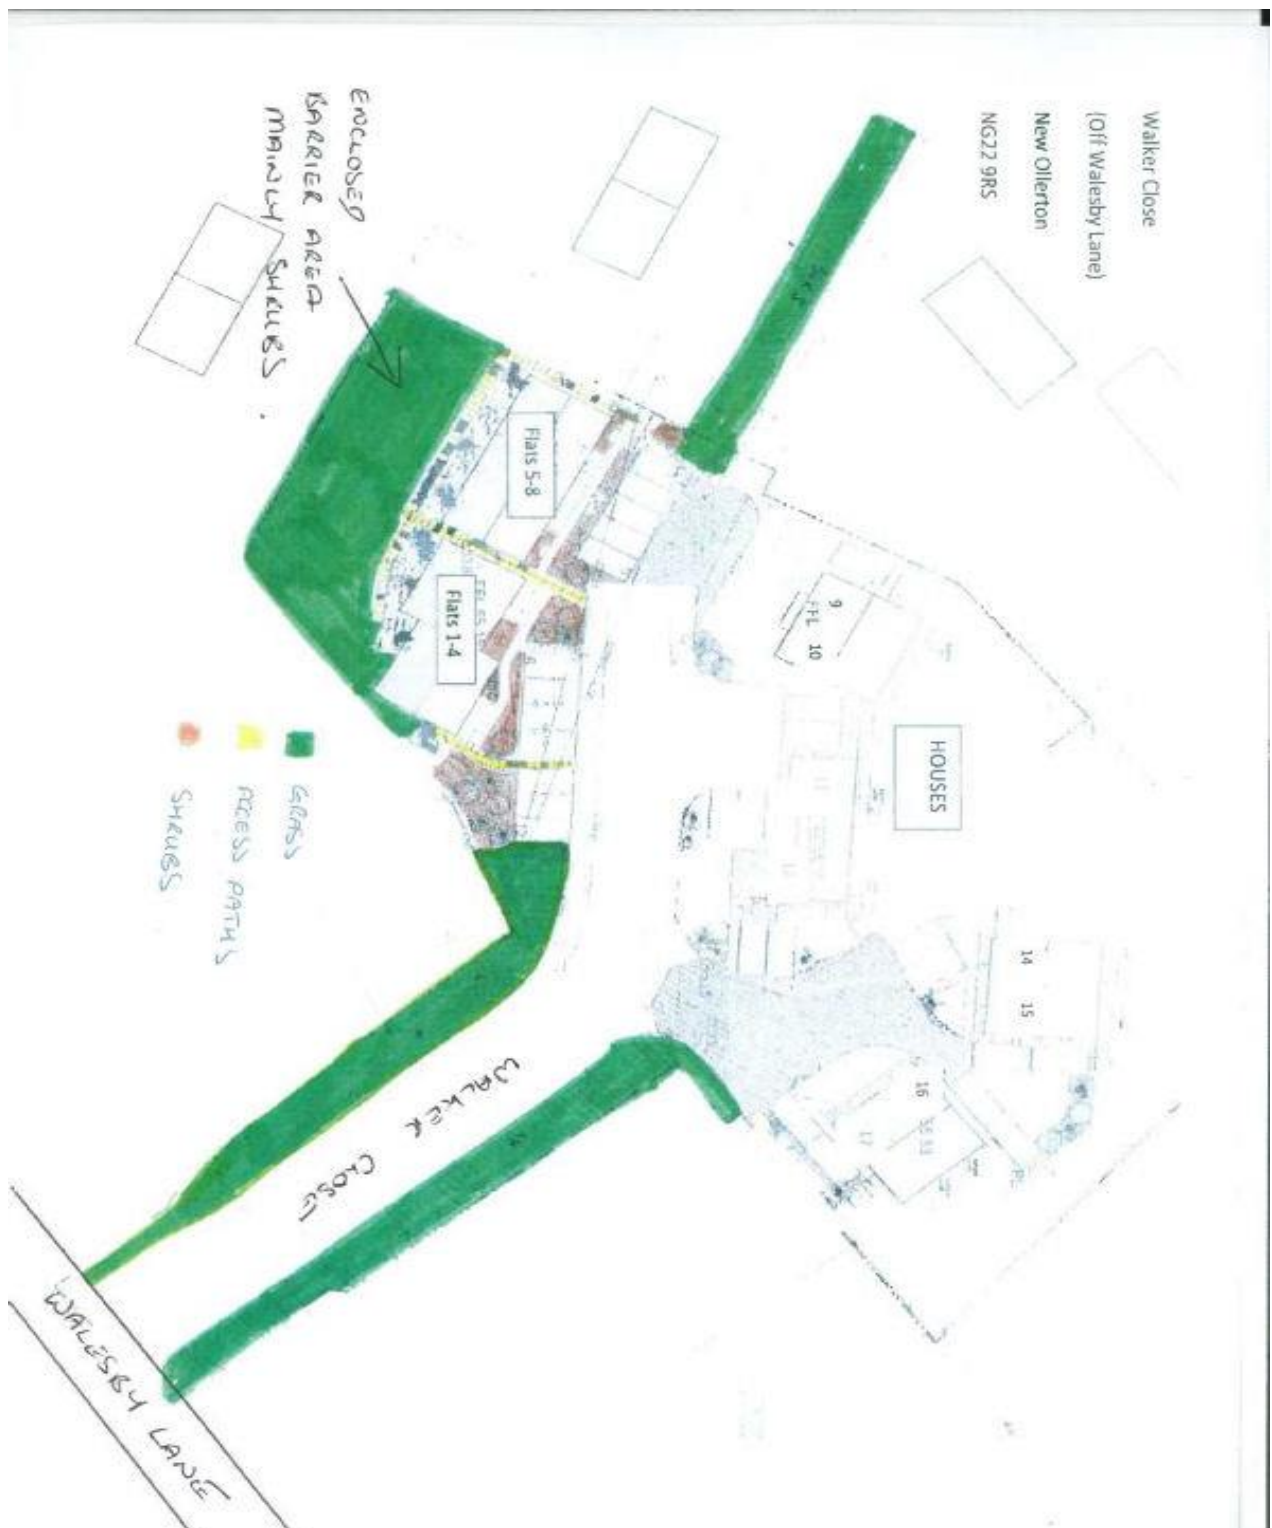 Walker Close
(Off Walesby Lane)
New Ollerton
NG22 9RS
ENCLOSED
BARRIER AREA
MAINLY SHRUBS.
Flats 5-8
Flats 1-4
9
FFL 10
HOUSES
14 15
16
17
GRASS
ACCESS PATHS
SHRUBS
WALKER CLOSE
WALESBY LANE